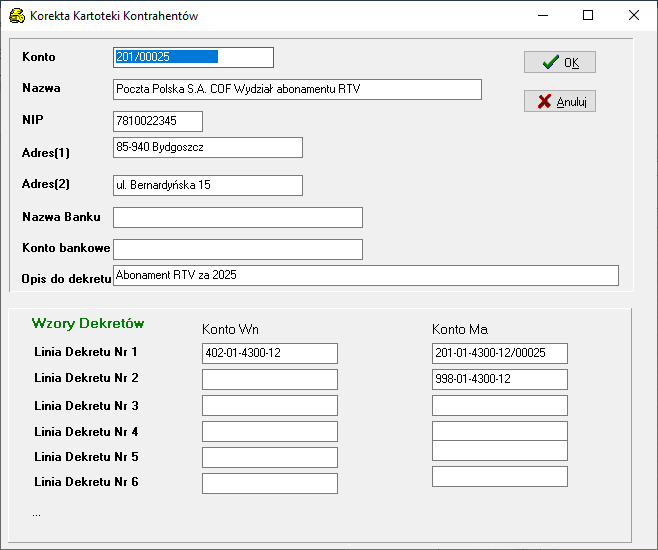 Korekta Kartoteki Kontrahentów
Konto 201/00025
OK
Nazwa Poczta Polska S.A. COF Wydział abonamentu RTV
Anuluj
NIP 7810022345
Adres(1) 85-940 Bydgoszcz
Adres(2) ul. Bernardyńska 15
Nazwa Banku
Konto bankowe
Opis do dekretu Abonament RTV za 2025
Wzory Dekretów
Konto Wn Konto Ma
Linia Dekretu Nr 1 402-01-4300-12 201-01-4300-12/00025
Linia Dekretu Nr 2 998-01-4300-12
Linia Dekretu Nr 3
Linia Dekretu Nr 4
Linia Dekretu Nr 5
Linia Dekretu Nr 6
...